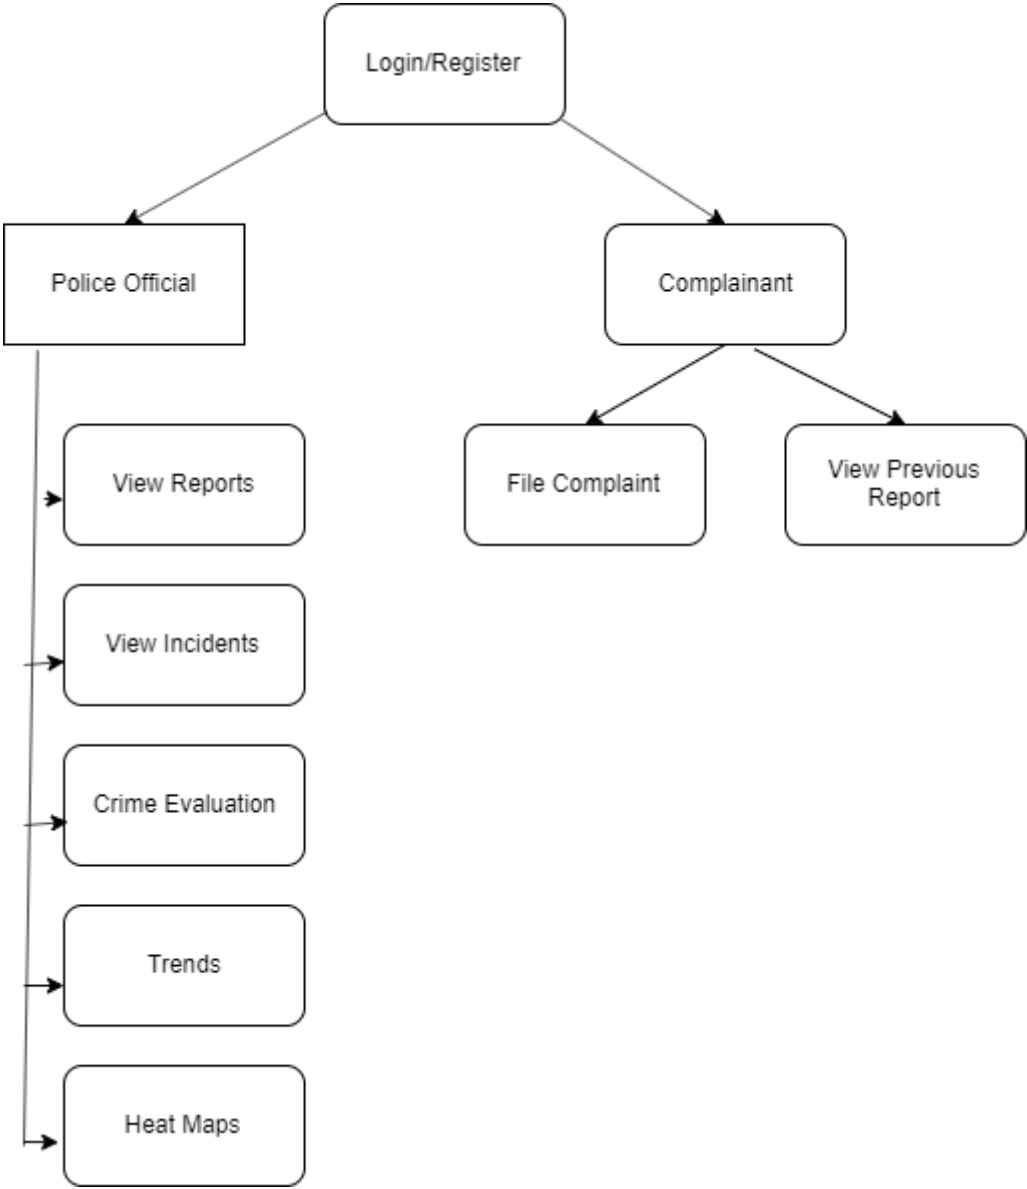 Login/Register
Police Official
Complainant
View Reports
File Complaint
View Previous
Report
View Incidents
Crime Evaluation
Trends
Heat Maps